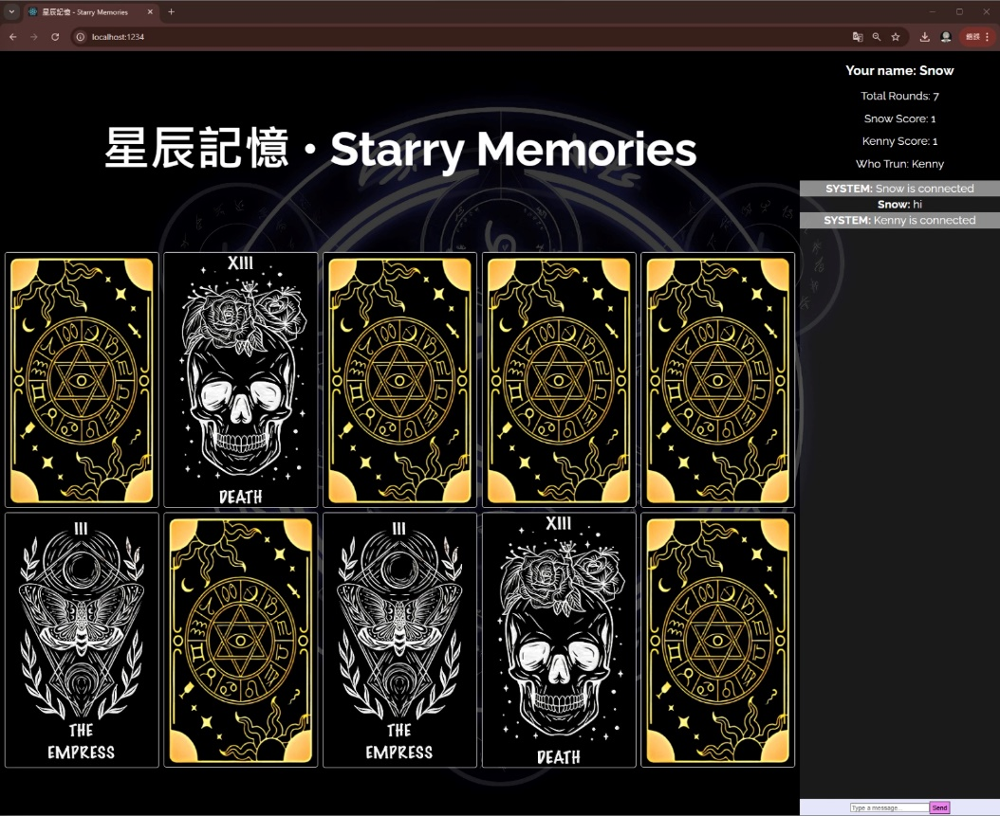 星辰記憶 - Starry Memories
localhost:1234
星辰記憶 • Starry Memories
Your name: Snow
Total Rounds: 7
Snow Score: 1
Kenny Score: 1
Who Trun: Kenny
SYSTEM: Snow is connected
Snow: hi
SYSTEM: Kenny is connected
XIII
DEATH
III
THE
EMPRESS
III
THE
EMPRESS
XIII
DEATH
Type a message...
Send